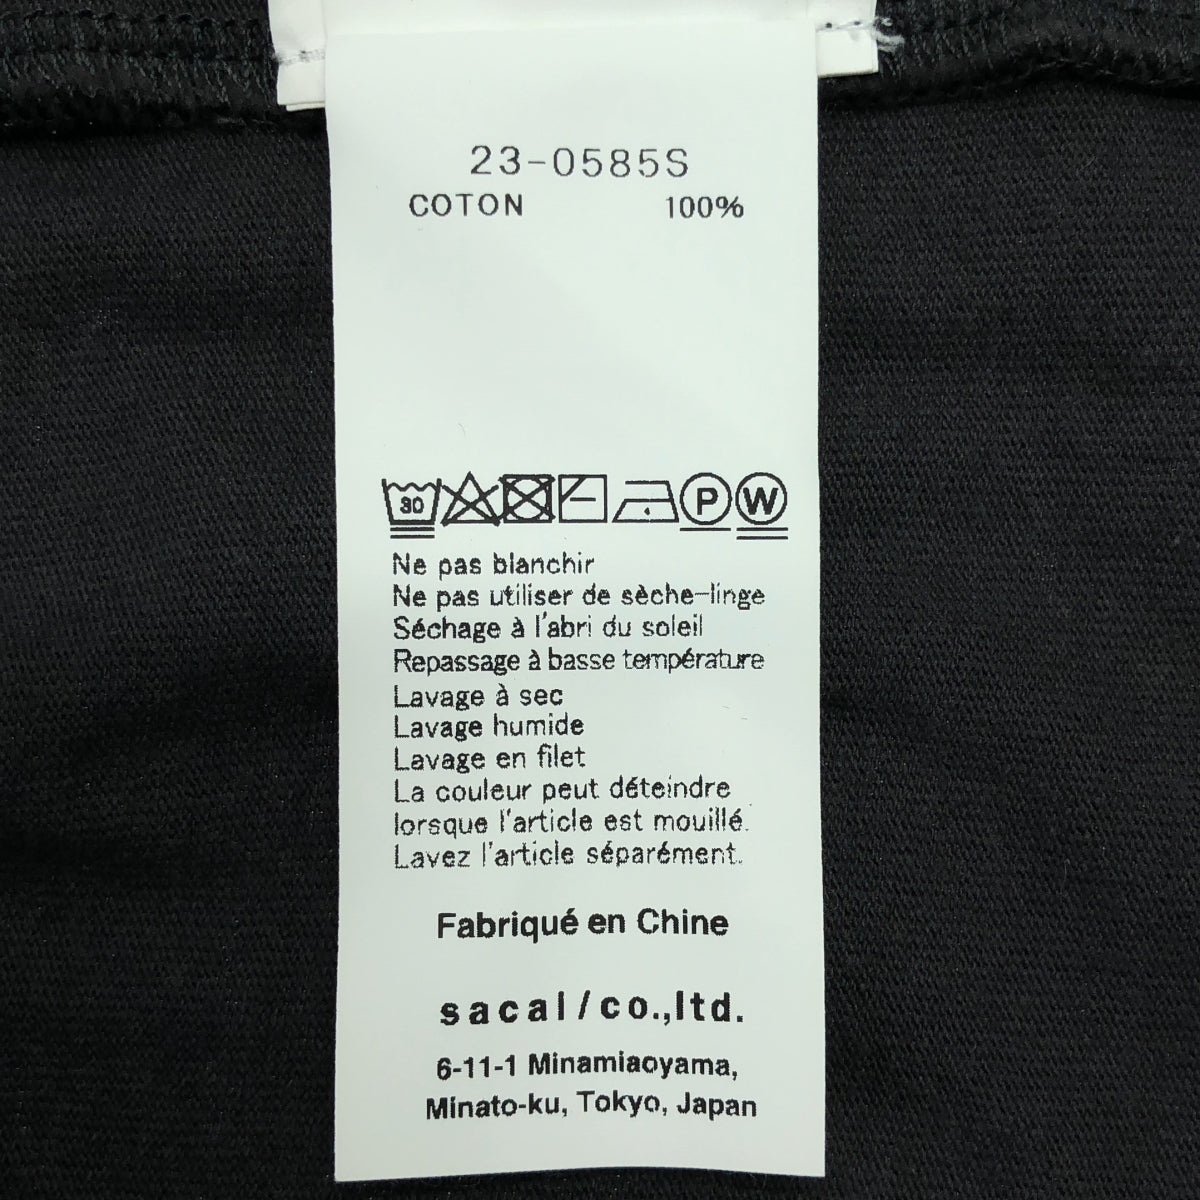 23-0585S
COTON 100%
30 P W
Ne pas blanchir
Ne pas utiliser de sèche-linge
Séchage à l'abri du soleil
Repassage à basse température
Lavage à sec
Lavage humide
Lavage en filet
La couleur peut déteindre
lorsque l'article est mouillé.
Lavez l'article séparément.
Fabriqué en Chine
sacal/co.,ltd.
6-11-1 Minamiaoyama,
Minato-ku, Tokyo, Japan